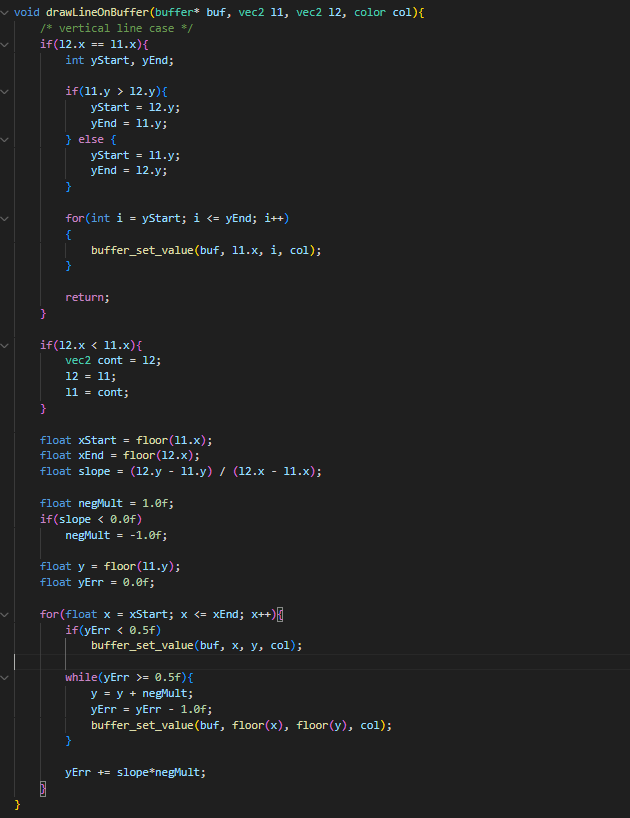 void drawLineOnBuffer(buffer* buf, vec2 l1, vec2 l2, color col){
    /* vertical line case */
    if(l2.x == l1.x){
        int yStart, yEnd;

        if(l1.y > l2.y){
            yStart = l2.y;
            yEnd = l1.y;
        } else {
            yStart = l1.y;
            yEnd = l2.y;
        }

        for(int i = yStart; i <= yEnd; i++)
        {
            buffer_set_value(buf, l1.x, i, col);
        }

        return;
    }

    if(l2.x < l1.x){
        vec2 cont = l2;
        l2 = l1;
        l1 = cont;
    }

    float xStart = floor(l1.x);
    float xEnd = floor(l2.x);
    float slope = (l2.y - l1.y) / (l2.x - l1.x);

    float negMult = 1.0f;
    if(slope < 0.0f)
        negMult = -1.0f;

    float y = floor(l1.y);
    float yErr = 0.0f;

    for(float x = xStart; x <= xEnd; x++){
        if(yErr < 0.5f)
            buffer_set_value(buf, x, y, col);

        while(yErr >= 0.5f){
            y = y + negMult;
            yErr = yErr - 1.0f;
            buffer_set_value(buf, floor(x), floor(y), col);
        }

        yErr += slope*negMult;
    }
}